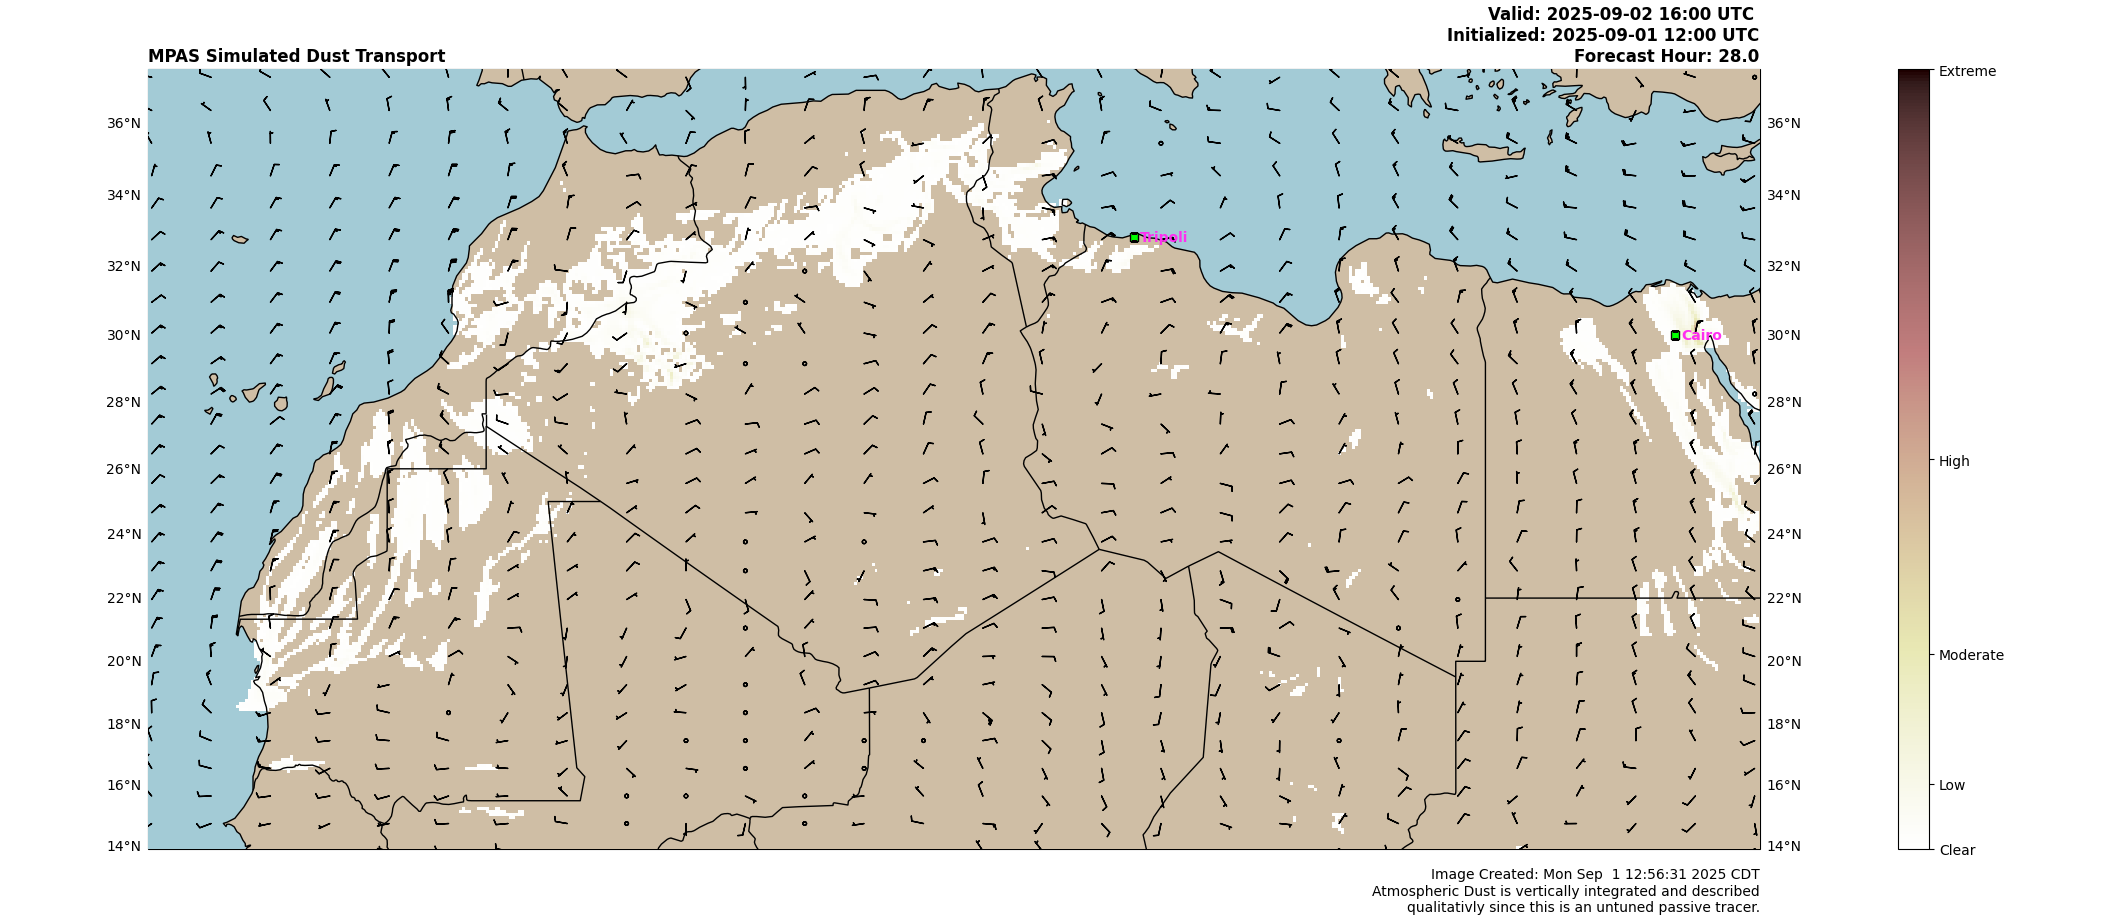 Valid: 2025-09-02 16:00 UTC
Initialized: 2025-09-01 12:00 UTC
MPAS Simulated Dust Transport
Forecast Hour: 28.0
Extreme
36°N
36°N
34°N
34°N
Tripoli
32°N
32°N
30°N
Cairo
30°N
28°N
28°N
High
26°N
26°N
24°N
24°N
22°N
22°N
Moderate
20°N
20°N
18°N
18°N
16°N
16°N
Low
14°N
14°N
Clear
Image Created: Mon Sep  1 12:56:31 2025 CDT
Atmospheric Dust is vertically integrated and described
qualitativly since this is an untuned passive tracer.